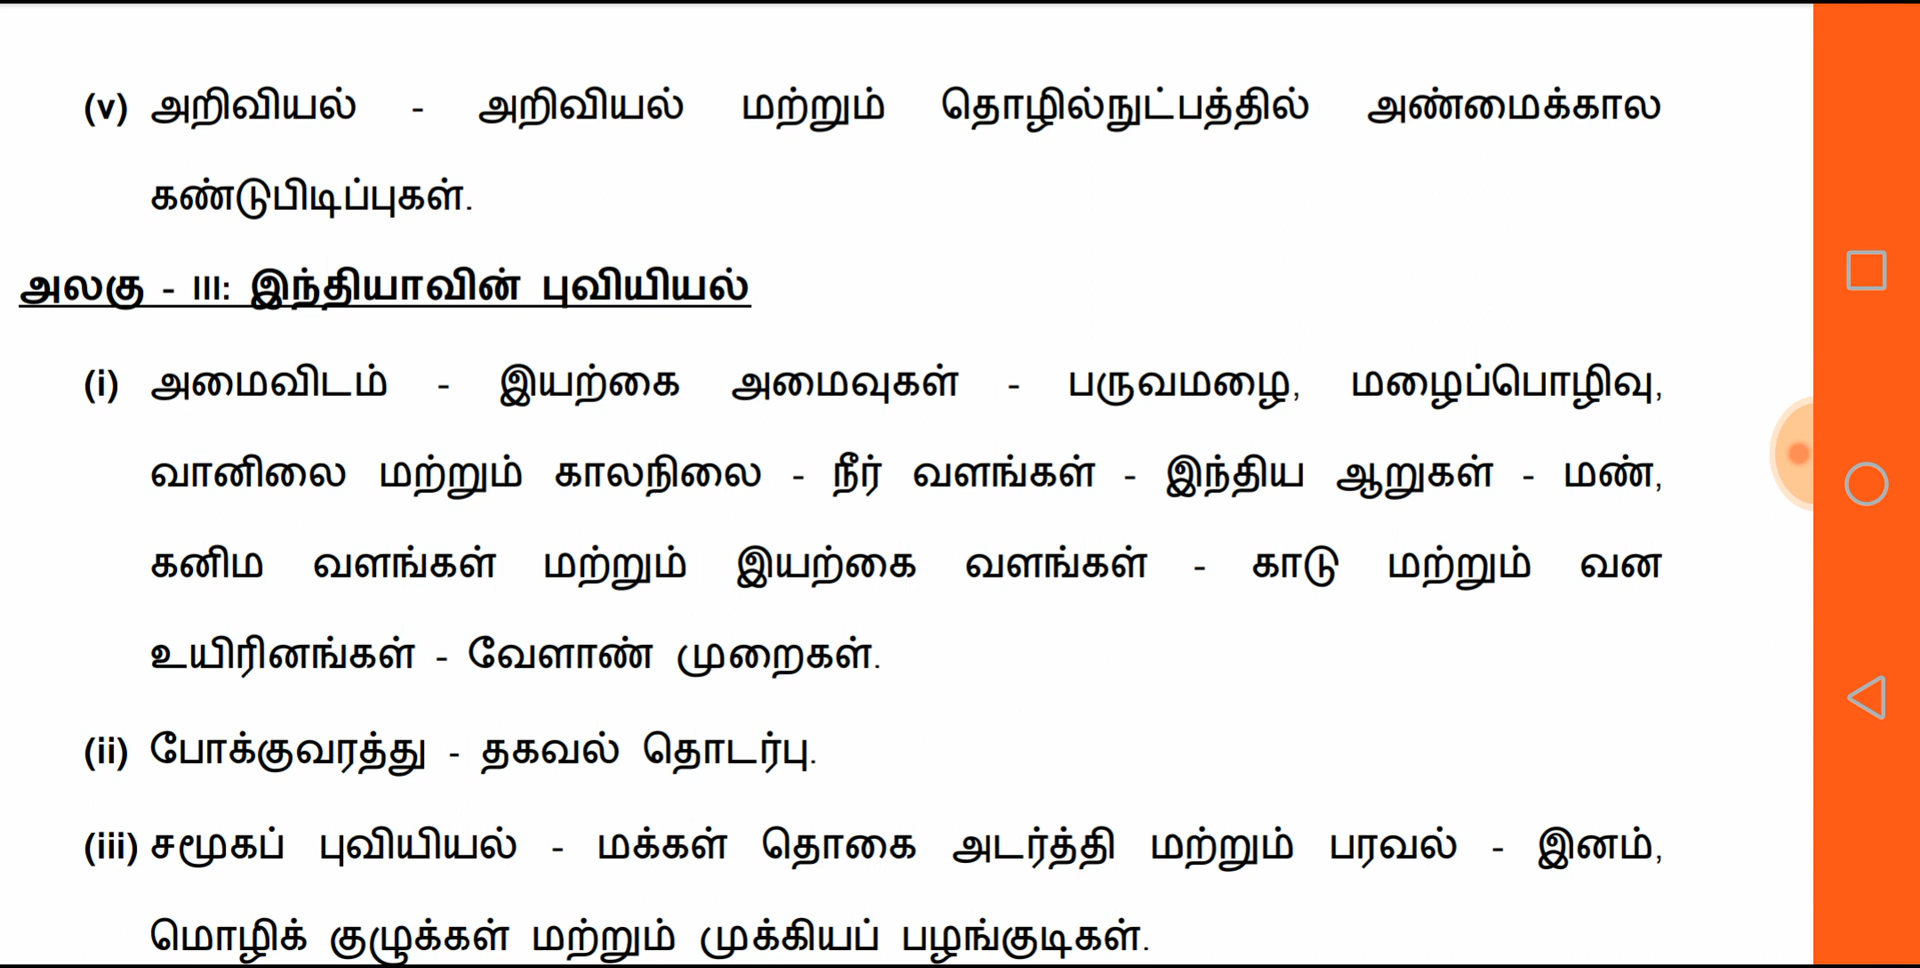 (v) அறிவியல் - அறிவியல் மற்றும் தொழில்நுட்பத்தில் அண்மைக்கால
கண்டுபிடிப்புகள்.
அலகு - III: இந்தியாவின் புவியியல்
(i) அமைவிடம் - இயற்கை அமைவுகள் - பருவமழை, மழைப்பொழிவு,
வானிலை மற்றும் காலநிலை - நீர் வளங்கள் - இந்திய ஆறுகள் - மண்,
கனிம வளங்கள் மற்றும் இயற்கை வளங்கள் - காடு மற்றும் வன
உயிரினங்கள் - வேளாண் முறைகள்.
(ii) போக்குவரத்து - தகவல் தொடர்பு.
(iii) சமூகப் புவியியல் - மக்கள் தொகை அடர்த்தி மற்றும் பரவல் - இனம்,
மொழிக் குழுக்கள் மற்றும் முக்கியப் பழங்குடிகள்.